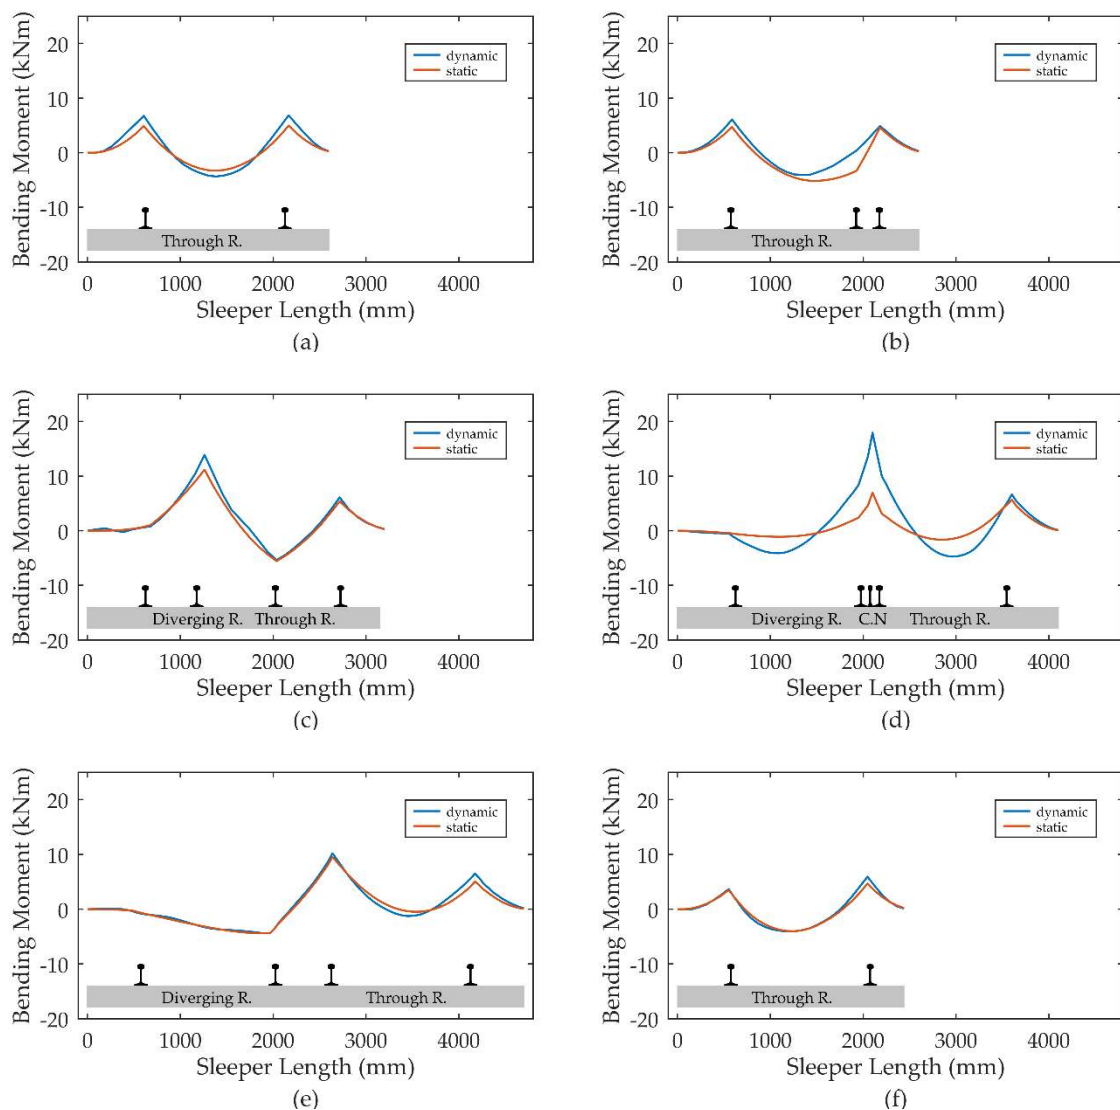 Bending Moment (kNm)
20
10
0
-10
-20
dynamic
static
Through R.
0 1000 2000 3000 4000
Sleeper Length (mm)
(a)
Bending Moment (kNm)
20
10
0
-10
-20
dynamic
static
Through R.
0 1000 2000 3000 4000
Sleeper Length (mm)
(b)
Bending Moment (kNm)
20
10
0
-10
-20
dynamic
static
Diverging R. Through R.
0 1000 2000 3000 4000
Sleeper Length (mm)
(c)
Bending Moment (kNm)
20
10
0
-10
-20
dynamic
static
Diverging R. C.N Through R.
0 1000 2000 3000 4000
Sleeper Length (mm)
(d)
Bending Moment (kNm)
20
10
0
-10
-20
dynamic
static
Diverging R. Through R.
0 1000 2000 3000 4000
Sleeper Length (mm)
(e)
Bending Moment (kNm)
20
10
0
-10
-20
dynamic
static
Through R.
0 1000 2000 3000 4000
Sleeper Length (mm)
(f)